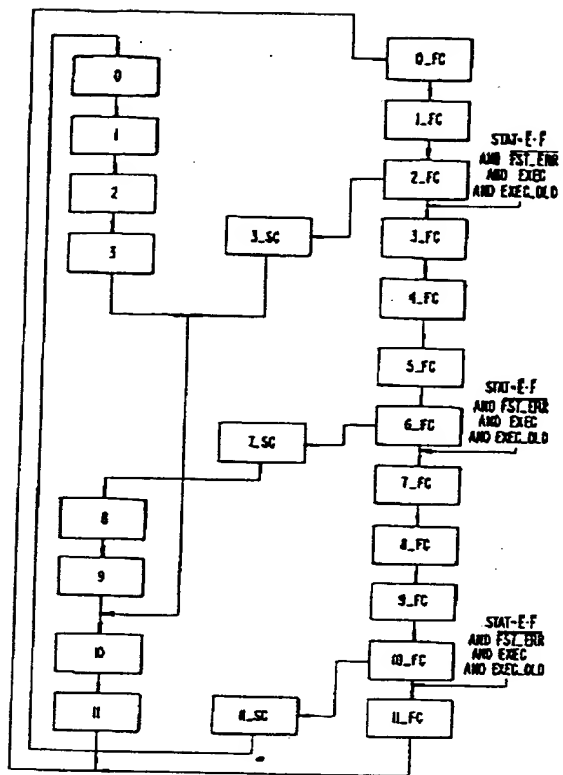 0
1
2
3
8
9
10
11
3_SC
7_SC
11_SC
0_FC
1_FC
2_FC
3_FC
4_FC
5_FC
6_FC
7_FC
8_FC
9_FC
10_FC
11_FC
STAT=E·F
AND FST_ERR
AND EXEC
AND EXEC_OLD
STAT=E·F
AND FST_ERR
AND EXEC
AND EXEC_OLD
STAT=E·F
AND FST_ERR
AND EXEC
AND EXEC_OLD